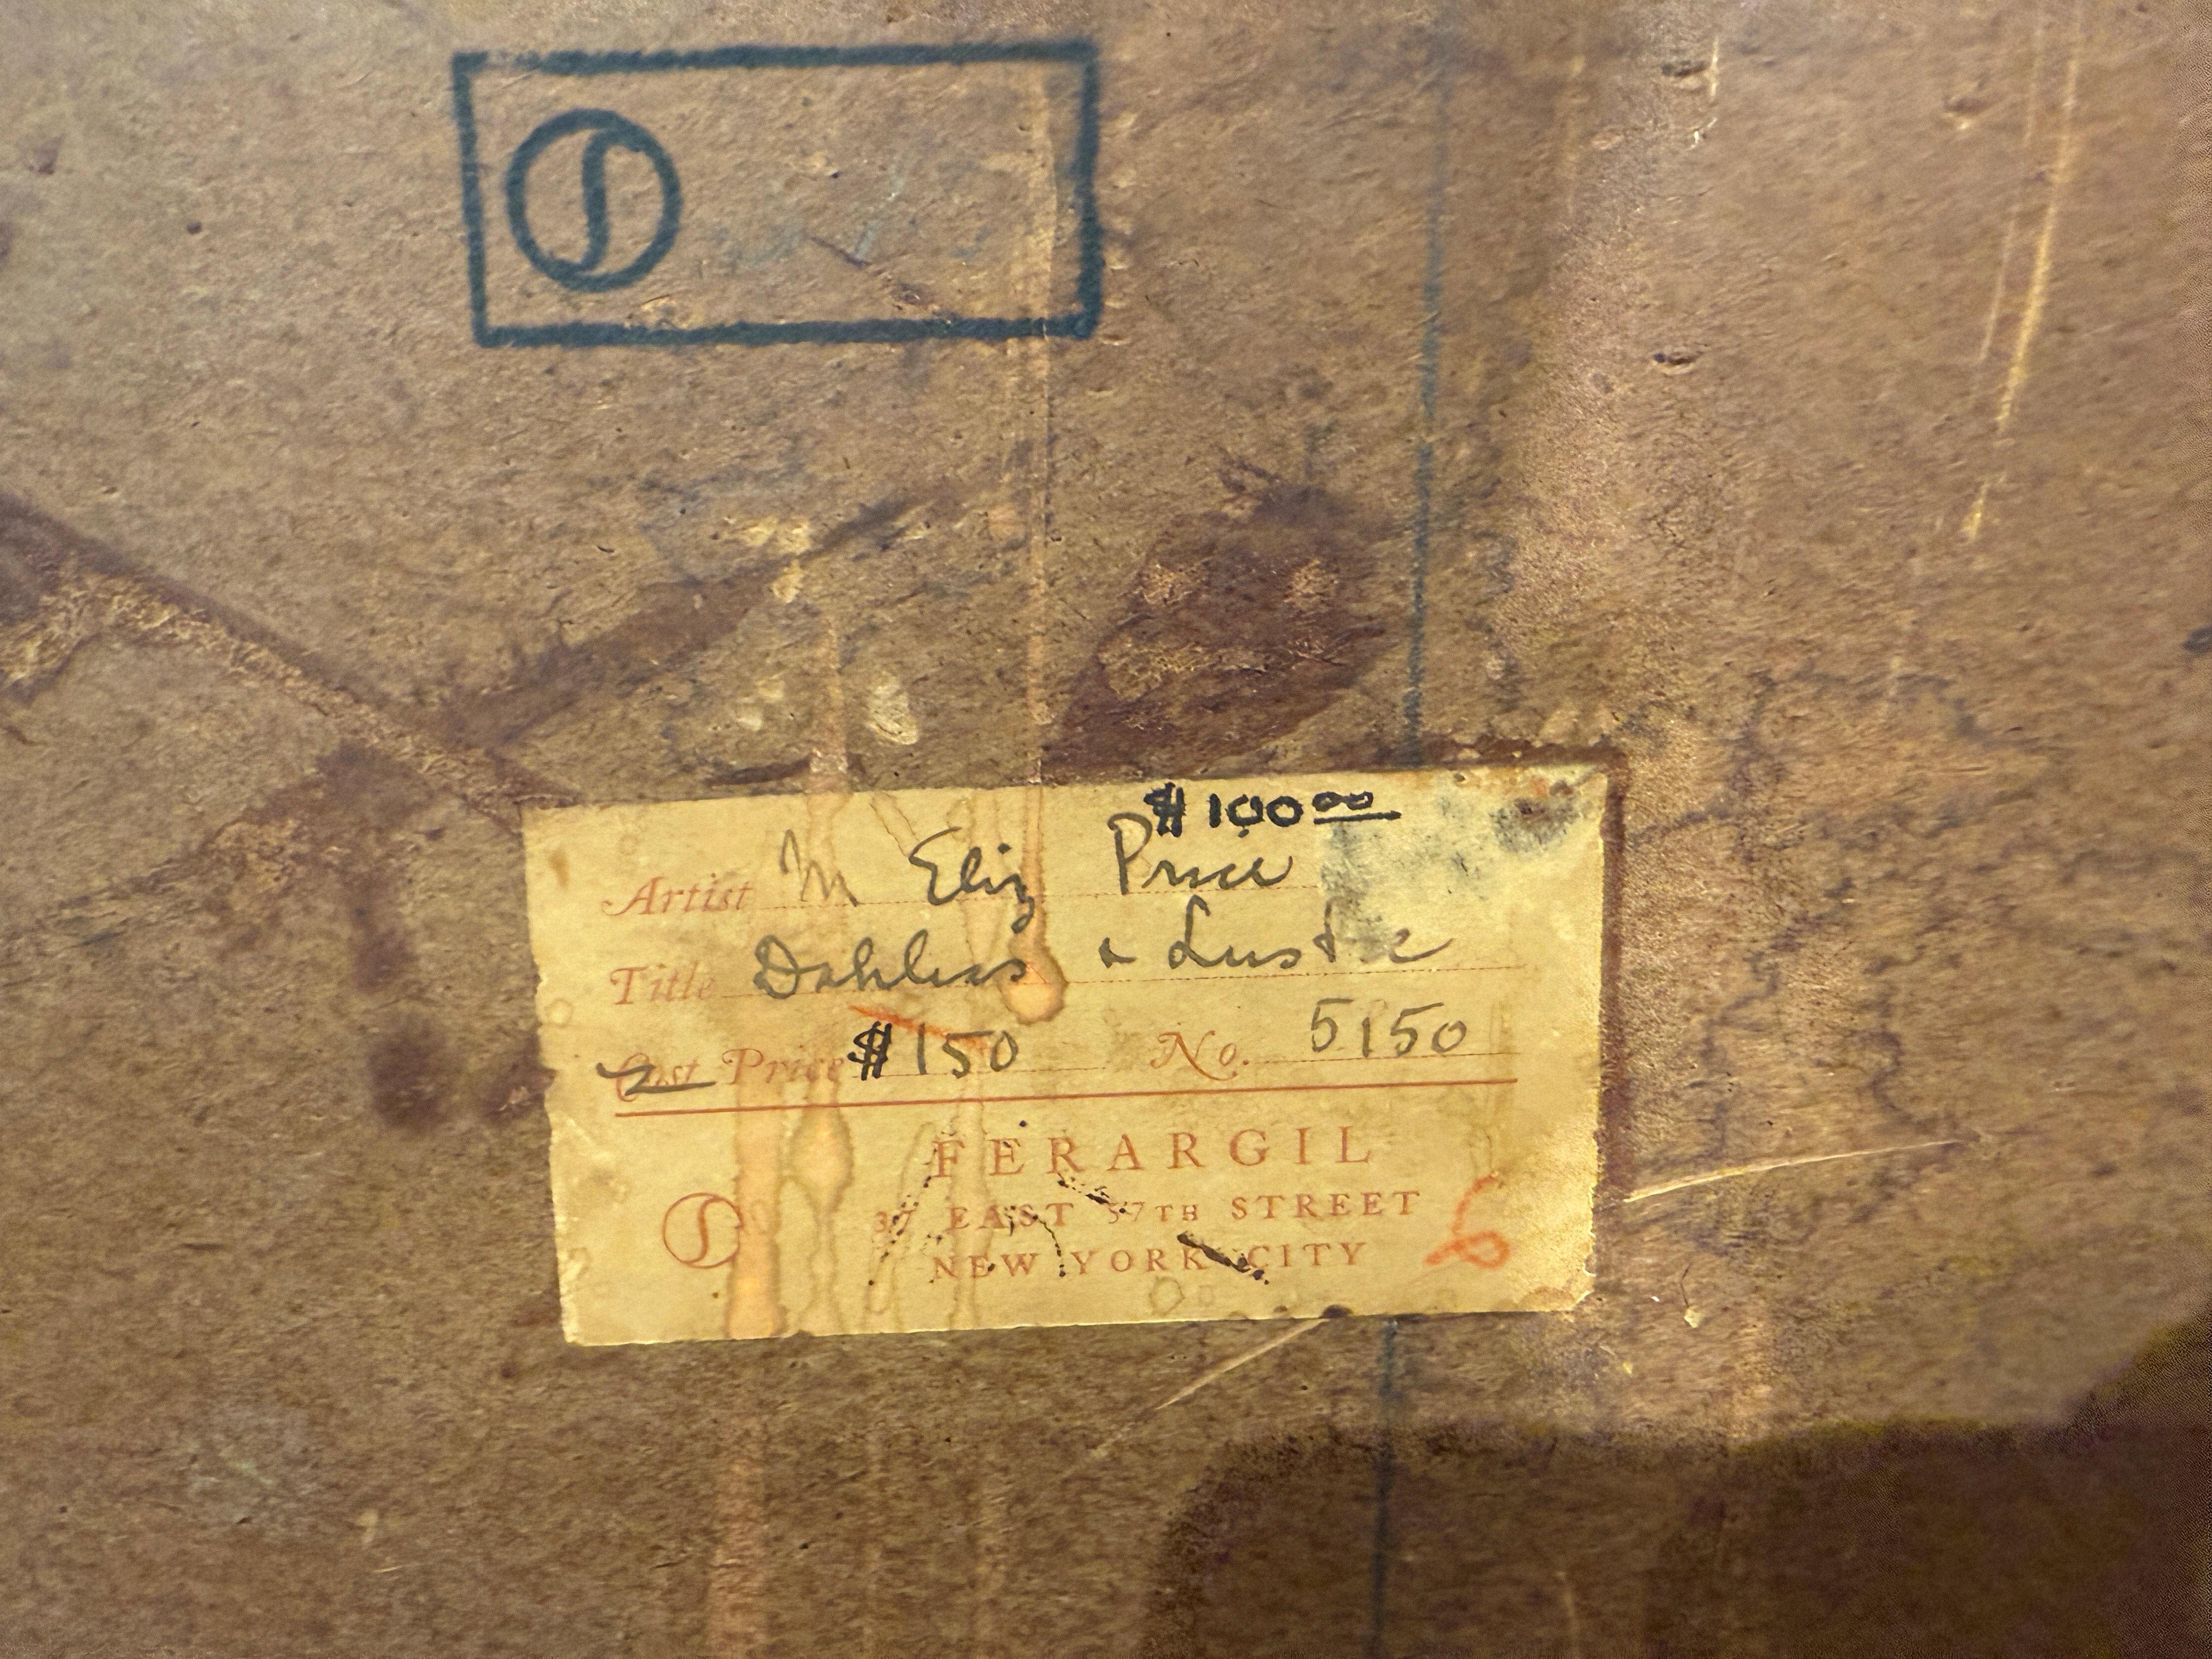 $100.00
Artist M Eliz Price
Title Dahlias & Lustre
Cost Price $150 No. 5150
FERARGIL
37 EAST 57TH STREET
NEW YORK CITY